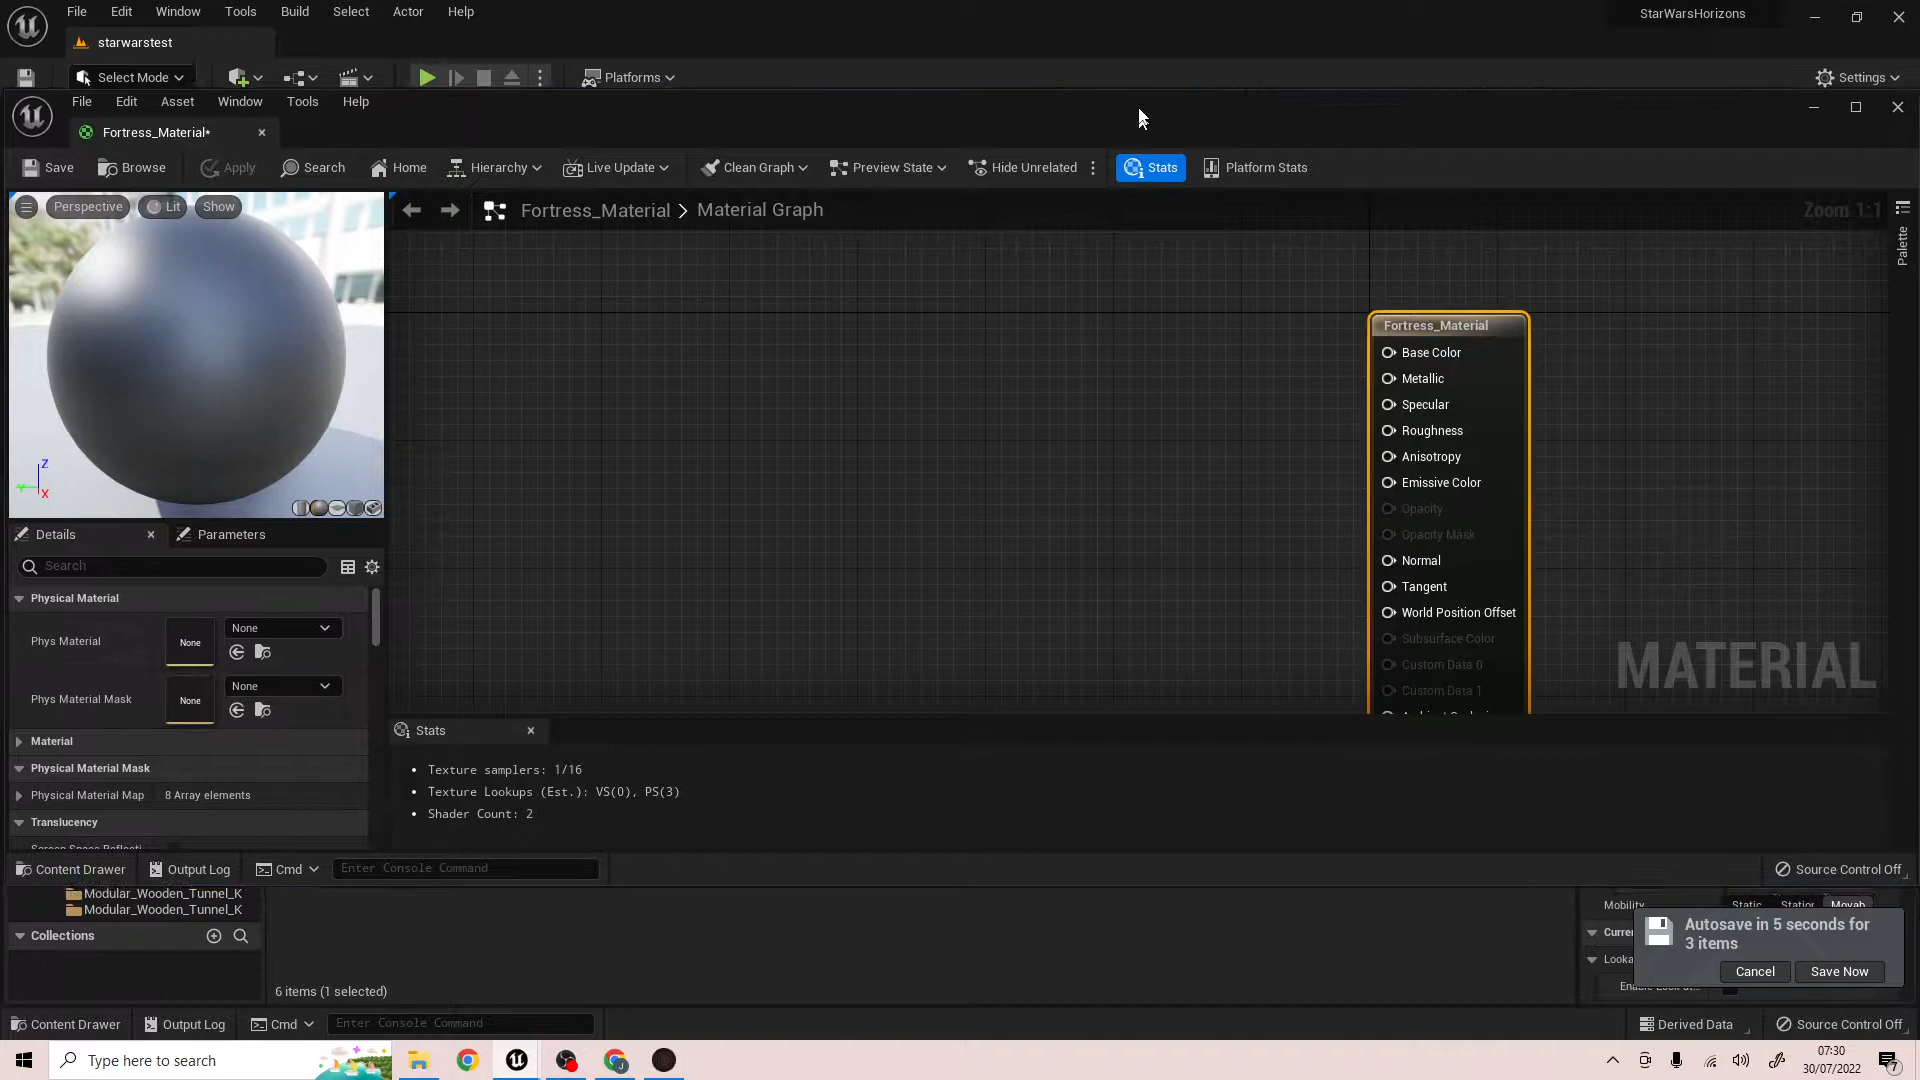 File Edit Window Tools Build Select Actor Help
StarWarsHorizons
starwarstest
Select Mode
Platforms
Settings
File Edit Asset Window Tools Help
Fortress_Material*
Save Browse Apply Search Home Hierarchy Live Update Clean Graph Preview State Hide Unrelated Stats Platform Stats
Perspective Lit Show
Fortress_Material > Material Graph
Zoom 1:1
Palette
Fortress_Material
Base Color
Metallic
Specular
Roughness
Anisotropy
Emissive Color
Opacity
Opacity Mask
Normal
Tangent
World Position Offset
Subsurface Color
Custom Data 0
Custom Data 1
MATERIAL
Z
Y
X
Details
Parameters
Search
Physical Material
Phys Material
None
None
Phys Material Mask
None
None
Material
Physical Material Mask
Physical Material Map 8 Array elements
Translucency
Stats
Texture samplers: 1/16
Texture Lookups (Est.): VS(0), PS(3)
Shader Count: 2
Content Drawer Output Log Cmd Enter Console Command
Source Control Off
Modular_Wooden_Tunnel_K
Modular_Wooden_Tunnel_K
Collections
6 items (1 selected)
Mobility
Autosave in 5 seconds for
3 items
Cancel Save Now
Content Drawer Output Log Cmd Enter Console Command
Derived Data Source Control Off
Type here to search
07:30
30/07/2022
7